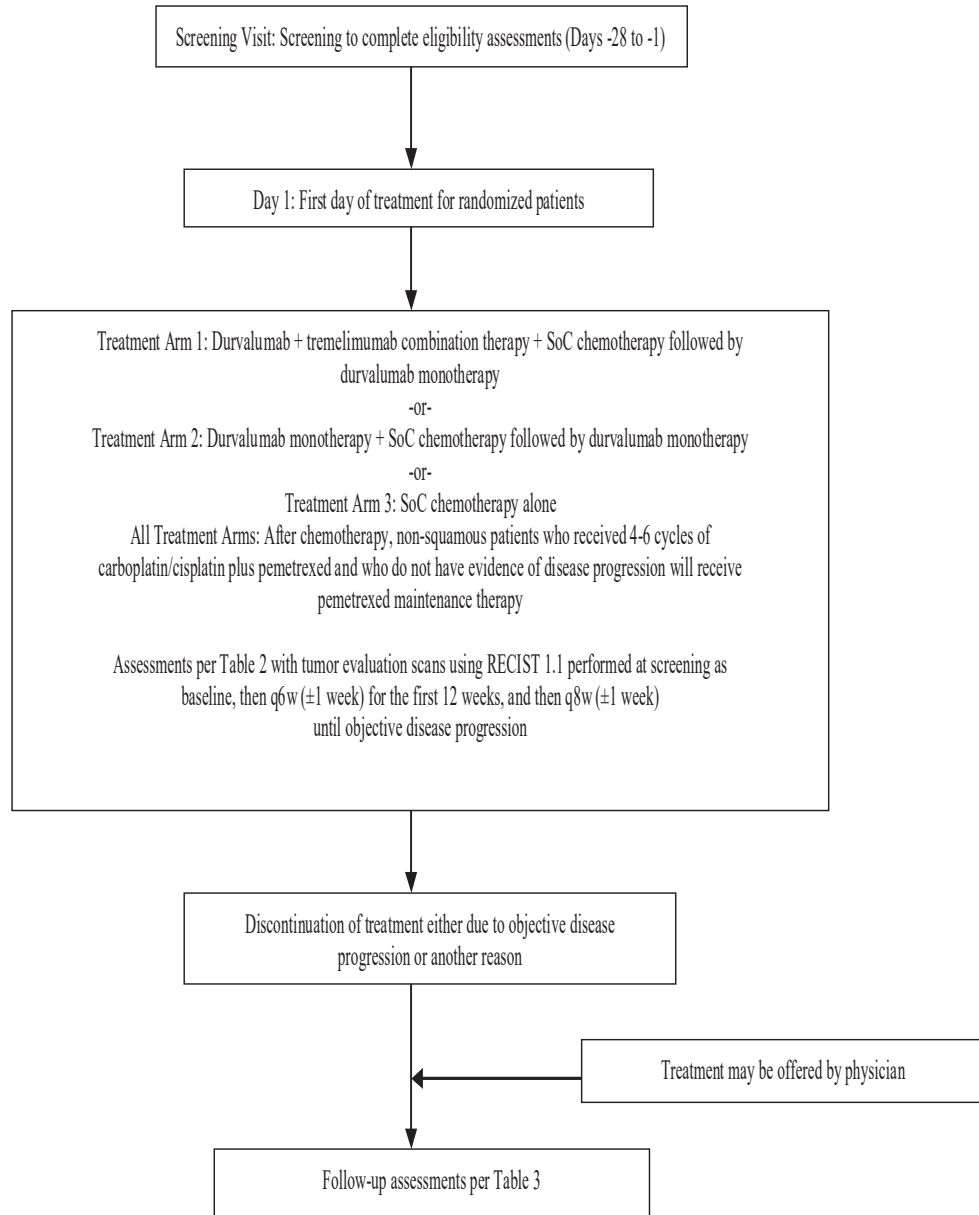 Screening Visit: Screening to complete eligibility assessments (Days -28 to -1)
Day 1: First day of treatment for randomized patients
Treatment Arm 1: Durvalumab + tremelimumab combination therapy + SoC chemotherapy followed by
durvalumab monotherapy
-or-
Treatment Arm 2: Durvalumab monotherapy + SoC chemotherapy followed by durvalumab monotherapy
-or-
Treatment Arm 3: SoC chemotherapy alone
All Treatment Arms: After chemotherapy, non-squamous patients who received 4-6 cycles of
carboplatin/cisplatin plus pemetrexed and who do not have evidence of disease progression will receive
pemetrexed maintenance therapy
Assessments per Table 2 with tumor evaluation scans using RECIST 1.1 performed at screening as
baseline, then q6w (±1 week) for the first 12 weeks, and then q8w (±1 week)
until objective disease progression
Discontinuation of treatment either due to objective disease
progression or another reason
Treatment may be offered by physician
Follow-up assessments per Table 3